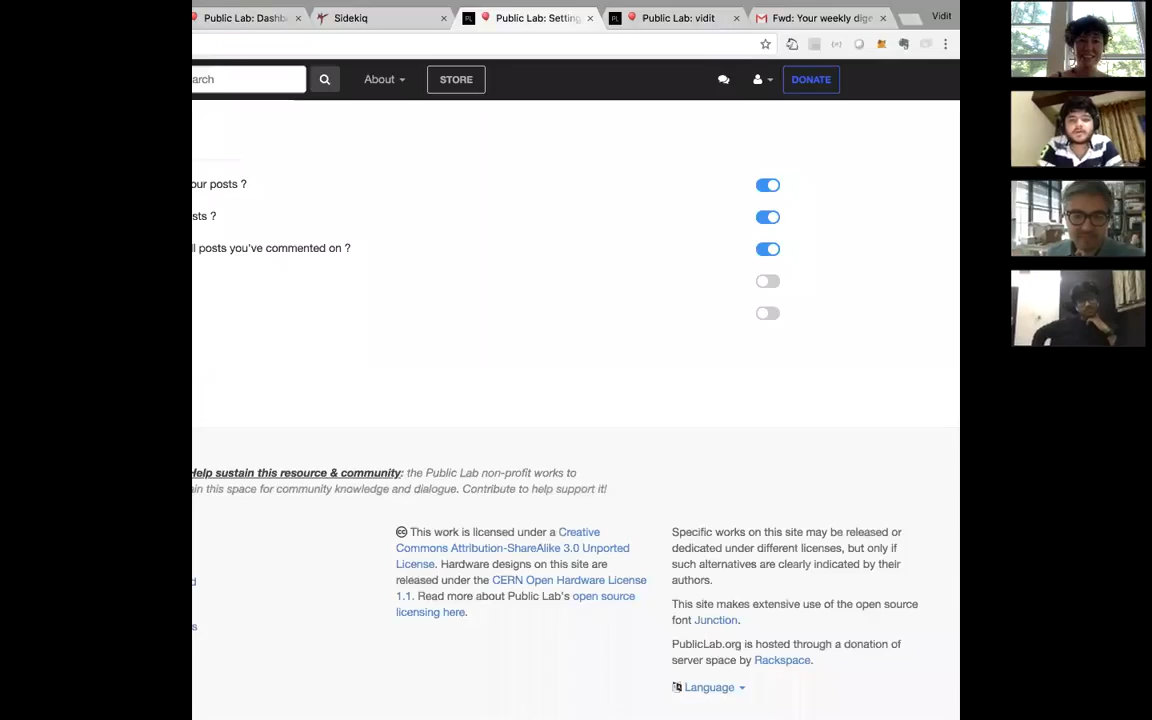 Public Lab: Dashb
Sidekiq
PL
Public Lab: Setting
PL
Public Lab: vidit
Fwd: Your weekly dige
Vidit
arch
About
STORE
DONATE
our posts ?
sts ?
ll posts you've commented on ?
Help sustain this resource & community: the Public Lab non-profit works to
ain this space for community knowledge and dialogue. Contribute to help support it!
This work is licensed under a Creative
Commons Attribution-ShareAlike 3.0 Unported
License. Hardware designs on this site are
released under the CERN Open Hardware License
1.1. Read more about Public Lab's open source
licensing here.
Specific works on this site may be released or
dedicated under different licenses, but only if
such alternatives are clearly indicated by their
authors.
This site makes extensive use of the open source
font Junction.
PublicLab.org is hosted through a donation of
server space by Rackspace.
Language
d
s